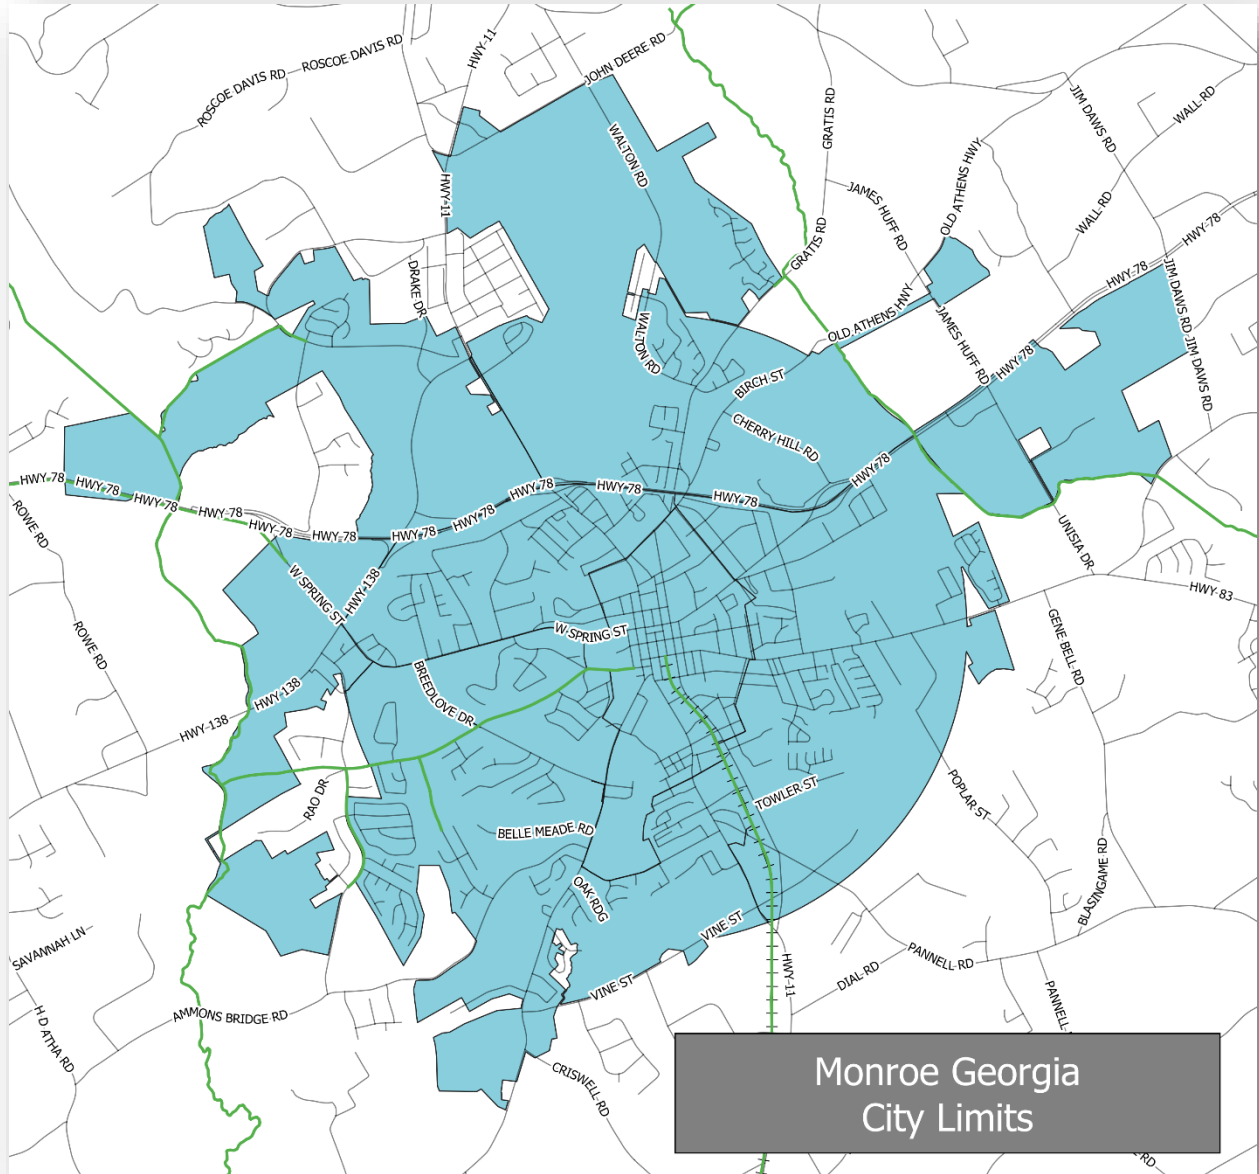 HWY-11
ROSCOE DAVIS RD
ROSCOE DAVIS RD
JOHN DEERE RD
GRATIS RD
JIM DAWS RD
WALL-RD
WALTON RD
OLD ATHENS HWY
HWY-11
JAMES HUFF RD
WALL-RD
GRATIS RD
HWY-78
DRAKE DR
HWY-78
JIM DAWS RD
OLD ATHENS HWY
JAMES HUFF RD
WALTON RD
JIM DAWS RD
HWY-78
BIRCH ST
CHERRY HILL RD
HWY 78
HWY 78
HWY 78
HWY 78
HWY 78
HWY 78
HWY 78
HWY 78
HWY 78
HWY 78
HWY 78
HWY 78
HWY 78
ROWE RD
UNISIA DR
W SPRING ST
HWY-138
HWY-83
ROWE RD
W SPRING ST
GENE BELL-RD
BREEDLOVE DR
HWY-138
HWY-138
RAO DR
TOWLER ST
POPLAR-ST
BELLE MEADE RD
OAK RDG
BLASINGAME RD
VINE ST
SAVANNAH LN
PANNELL-RD
DIAL-RD
HWY-11
VINE ST
AMMONS BRIDGE RD
PANNELL-
H D ATHA RD
CRISWELL-RD
Monroe Georgia
City Limits
RD